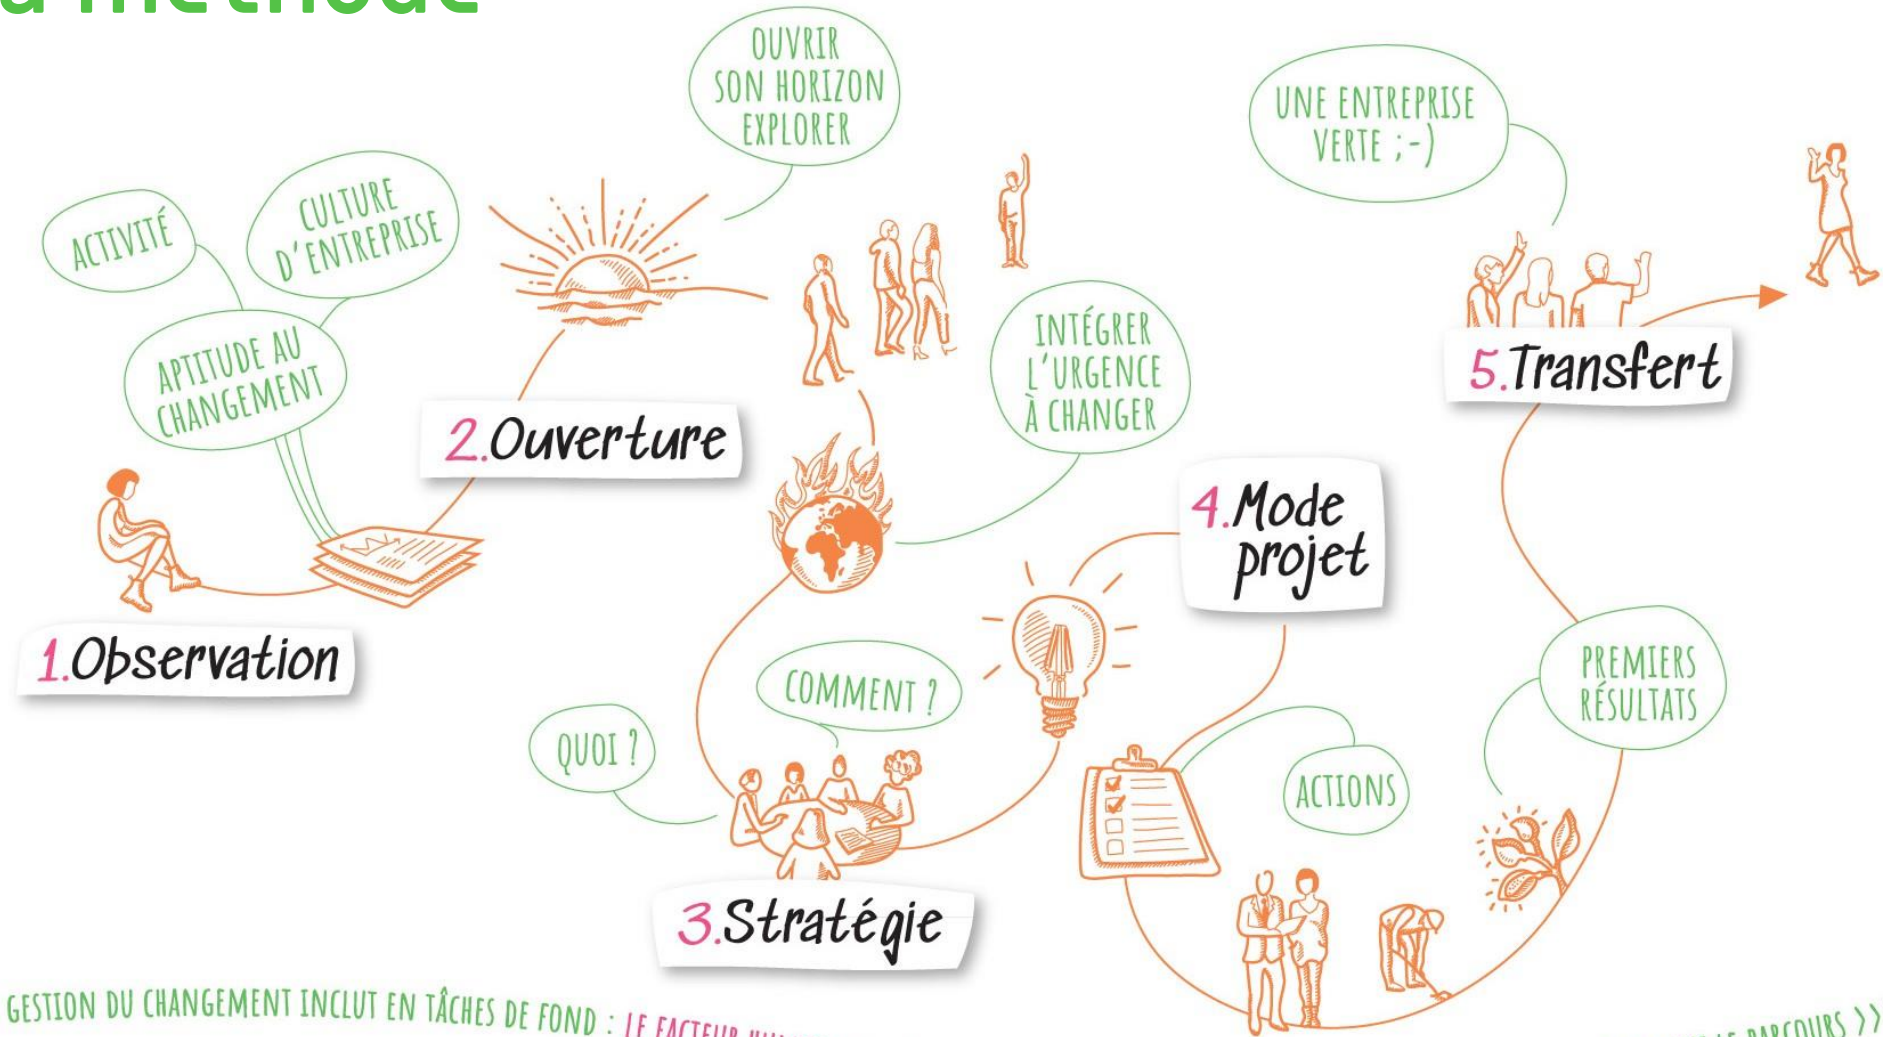 méthode
OUVRIR
SON HORIZON
EXPLORER
UNE ENTREPRISE
VERTE ;-)
ACTIVITÉ
CULTURE
D'ENTREPRISE
APTITUDE AU
CHANGEMENT
INTÉGRER
L'URGENCE
À CHANGER
5.Transfert
2.Ouverture
4.Mode
projet
1.Observation
COMMENT ?
QUOI ?
PREMIERS
RÉSULTATS
ACTIONS
3.Stratégie
GESTION DU CHANGEMENT INCLUT EN TÂCHES DE FOND : LE FACTEUR
LE PARCOURS >>